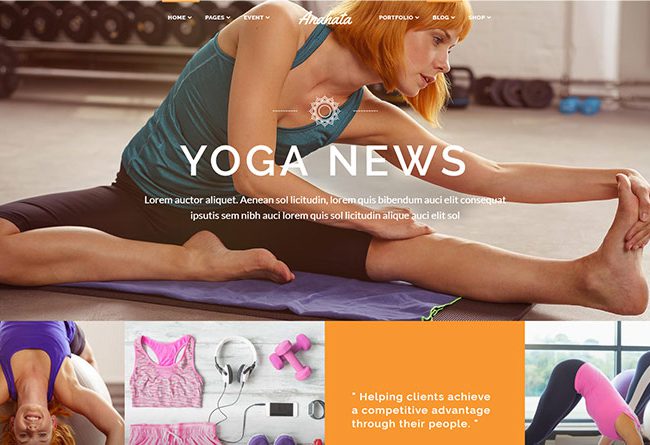 HOME PAGES EVENT Anahata PORTFOLIO BLOG SHOP
YOGA NEWS
Lorem auctor aliquet. Aenean sol licitudin, lorem quis bibendum auci elit consequat
ipsutis sem nibh auci lorem quis sol licitudin alique auci elit sol
" Helping clients achieve
a competitive advantage
through their people. "